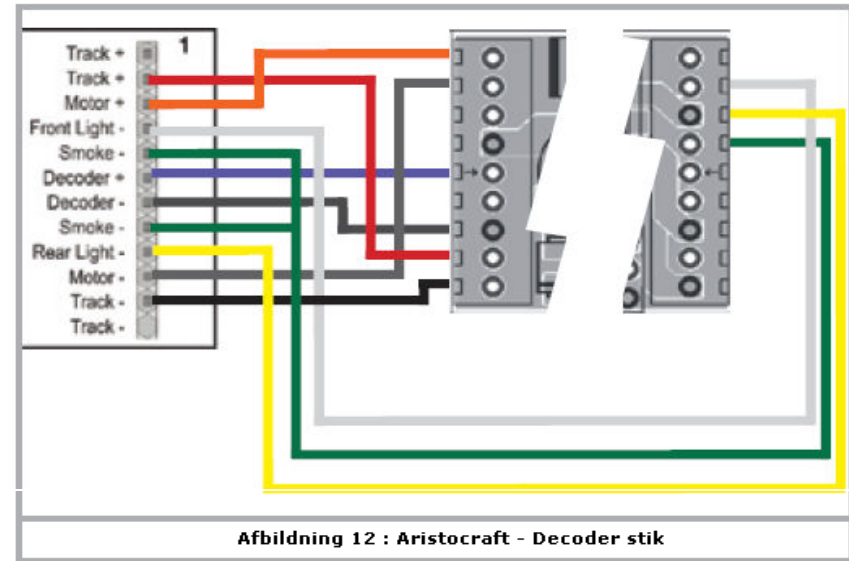 1
Track +
Track +
Motor +
Front Light -
Smoke -
Decoder +
Decoder -
Smoke -
Rear Light -
Motor -
Track -
Track -
Afbildning 12 : Aristocraft - Decoder stik